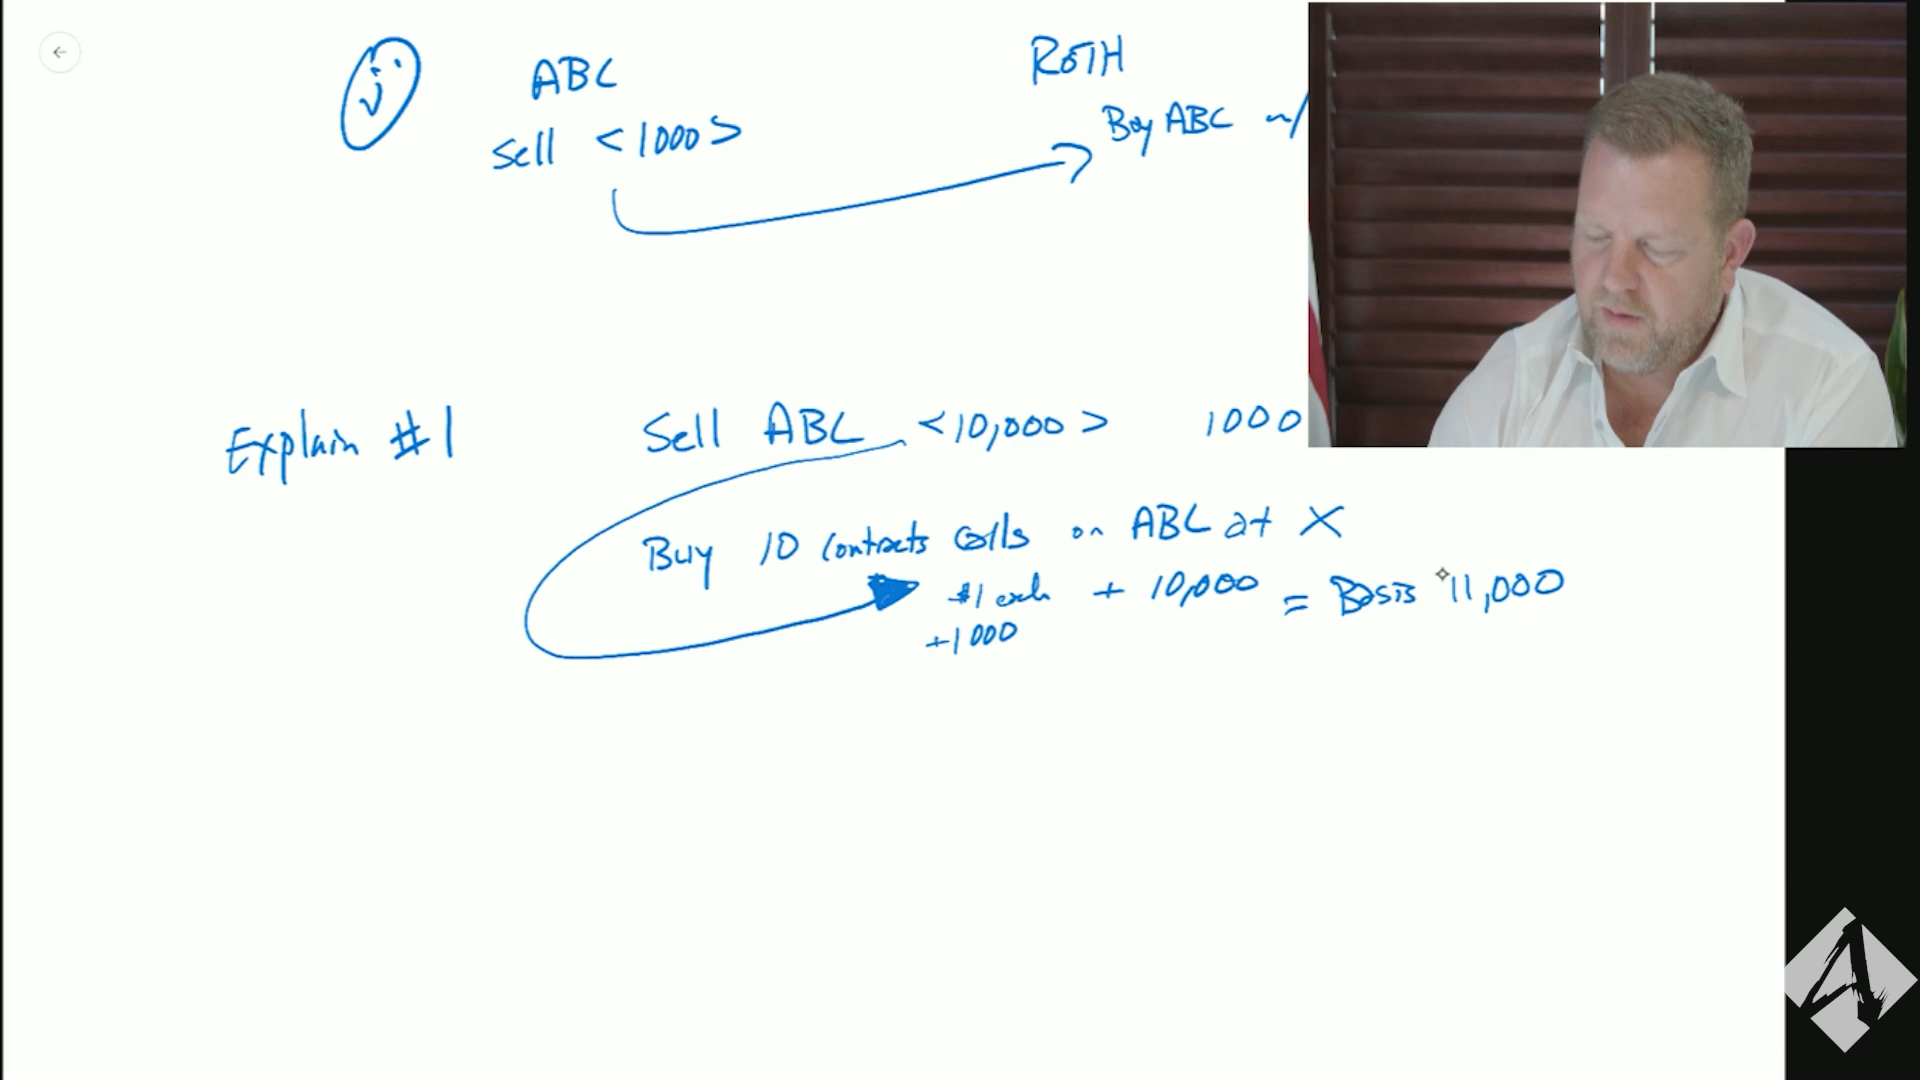 ABC
ROTH
Sell <1000>
Buy ABC w/
Explain #1
Sell ABC <10,000> 1000
Buy 10 contracts calls on ABC at X
$1 each + 10,000 = Basis $11,000
+1000
A